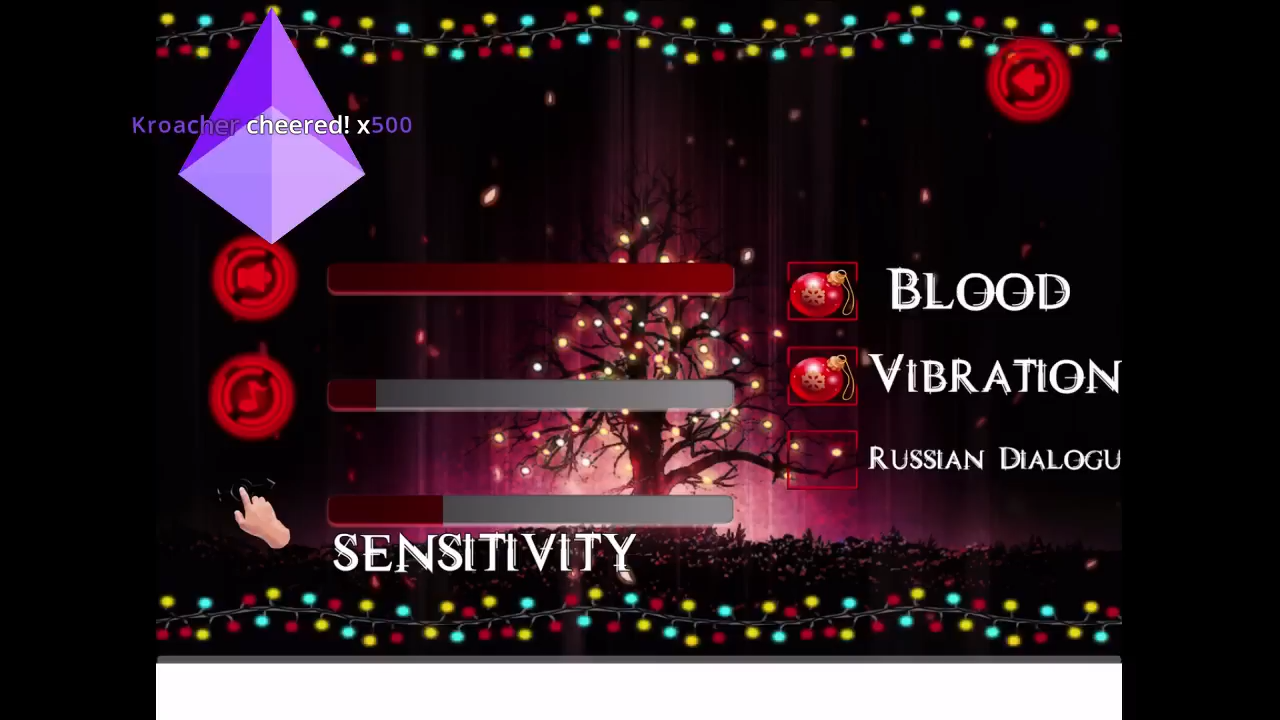 Kroacher cheered! x500
BLOOD
VIBRATION
RUSSIAN DIALOGU
SENSITIVITY